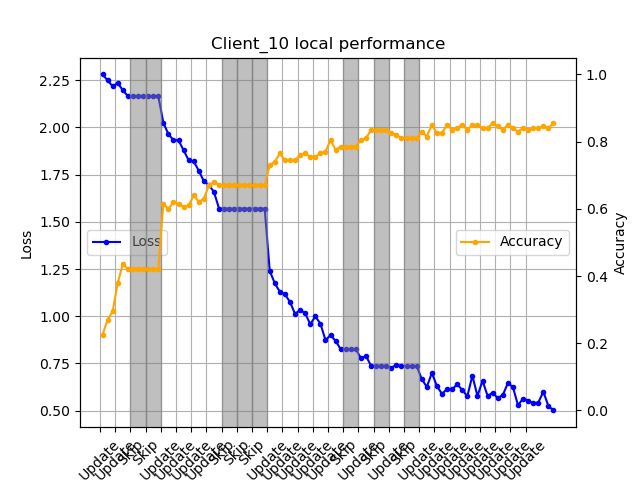 Client_10 local performance
2.25
2.00
1.75
1.50
1.25
1.00
0.75
0.50
Loss
1.0
0.8
0.6
0.4
0.2
0.0
Accuracy
Loss
Accuracy
Update
Update
Skip
Skip
Update
Update
Update
Update
Skip
Skip
Skip
Update
Update
Update
Update
Update
Skip
Update
Skip
Update
Skip
Update
Update
Update
Update
Update
Update
Update
Update